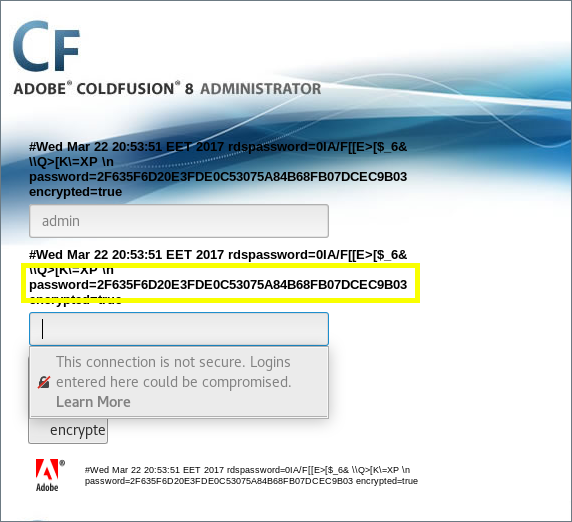 CF
ADOBE® COLDFUSION® 8 ADMINISTRATOR
#Wed Mar 22 20:53:51 EET 2017 rdspassword=0IA/F[[E>[$_6&
\\Q>[K\=XP \n
password=2F635F6D20E3FDE0C53075A84B68FB07DCEC9B03
encrypted=true
admin
#Wed Mar 22 20:53:51 EET 2017 rdspassword=0IA/F[[E>[$_6&
\\Q>[K\=XP \n
password=2F635F6D20E3FDE0C53075A84B68FB07DCEC9B03
encrypted=true
This connection is not secure. Logins
entered here could be compromised.
Learn More
encrypte
Adobe®
#Wed Mar 22 20:53:51 EET 2017 rdspassword=0IA/F[[E>[$_6& \\Q>[K\=XP \n
password=2F635F6D20E3FDE0C53075A84B68FB07DCEC9B03 encrypted=true